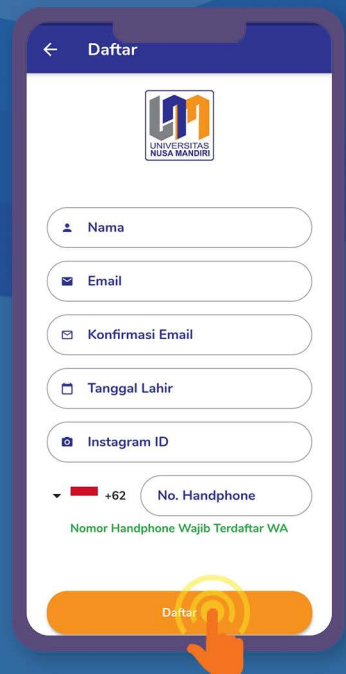 Daftar
UNIVERSITAS
NUSA MANDIRI
Nama
Email
Konfirmasi Email
Tanggal Lahir
Instagram ID
+62 No. Handphone
Nomor Handphone Wajib Terdaftar WA
Daftar